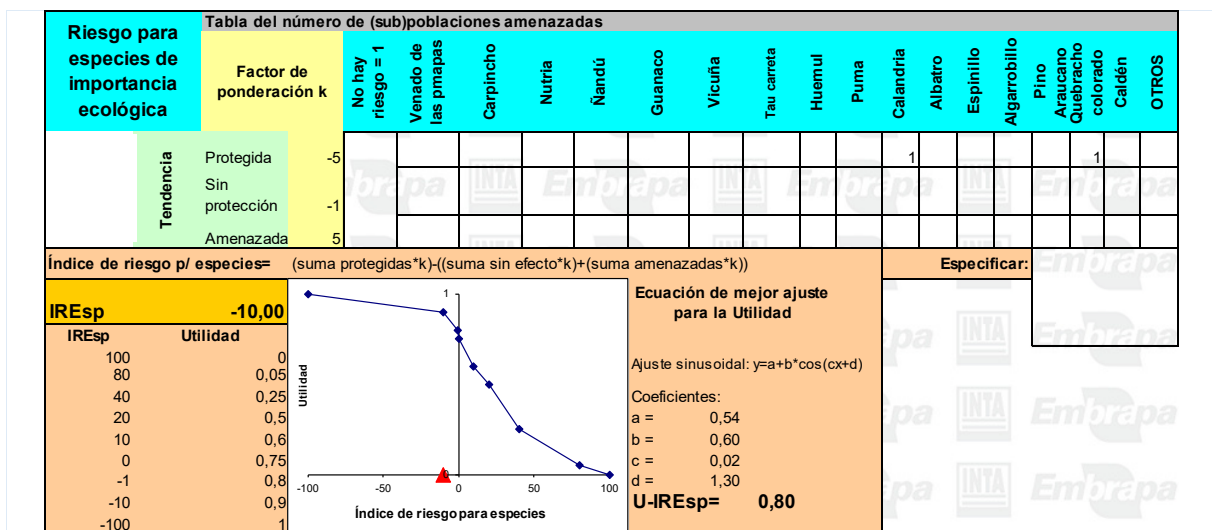 Riesgo para especies de importancia ecológica
Tabla del número de (sub)poblaciones amenazadas
Factor de ponderación k
No hay riesgo = 1
Venado de las prmapas
Carpincho
Nutria
Ñandú
Guanaco
Vicuña
Tau carreta
Huemul
Puma
Calandria
Albatro
Espinillo
Algarrobillo
Pino Araucano
Quebracho colorado
Caldén
OTROS
Tendencia
Protegida -5 1 1
Sin protección -1
Amenazada 5
Índice de riesgo p/ especies= (suma protegidas*k)-((suma sin efecto*k)+(suma amenazadas*k))
Especificar:
IREsp -10,00
IREsp Utilidad
100 0
80 0,05
40 0,25
20 0,5
10 0,6
0 0,75
-1 0,8
-10 0,9
-100 1
Utilidad
1
0
-100 -50 0 50 100
Índice de riesgo para especies
Ecuación de mejor ajuste para la Utilidad
Ajuste sinusoidal: y=a+b*cos(cx+d)
Coeficientes:
a = 0,54
b = 0,60
c = 0,02
d = 1,30
U-IREsp= 0,80
INTA Embrapa